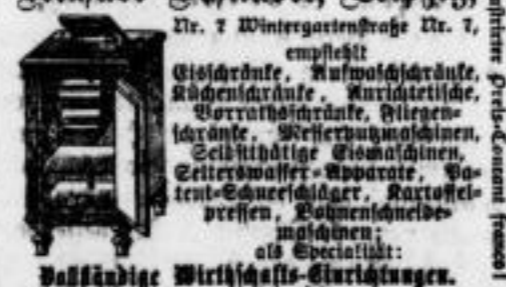 Nr. 7 Wintergartenstraße Nr. 7,
empfiehlt
Eisschränke, Aufwaschschränke,
Küchenschränke, Anrichtetische,
Vorrathsschränke, Fliegen-
schränke, Messerputzmaschinen,
Selbstthätige Eismaschinen,
Selterswasser-Apparate, Pa-
tent-Schneeschläger, Kartoffel-
pressen, Bohnenschneide-
maschinen;
als Specialität:
Vollständige Wirthschafts-Einrichtungen.
Preis-Courant franco!